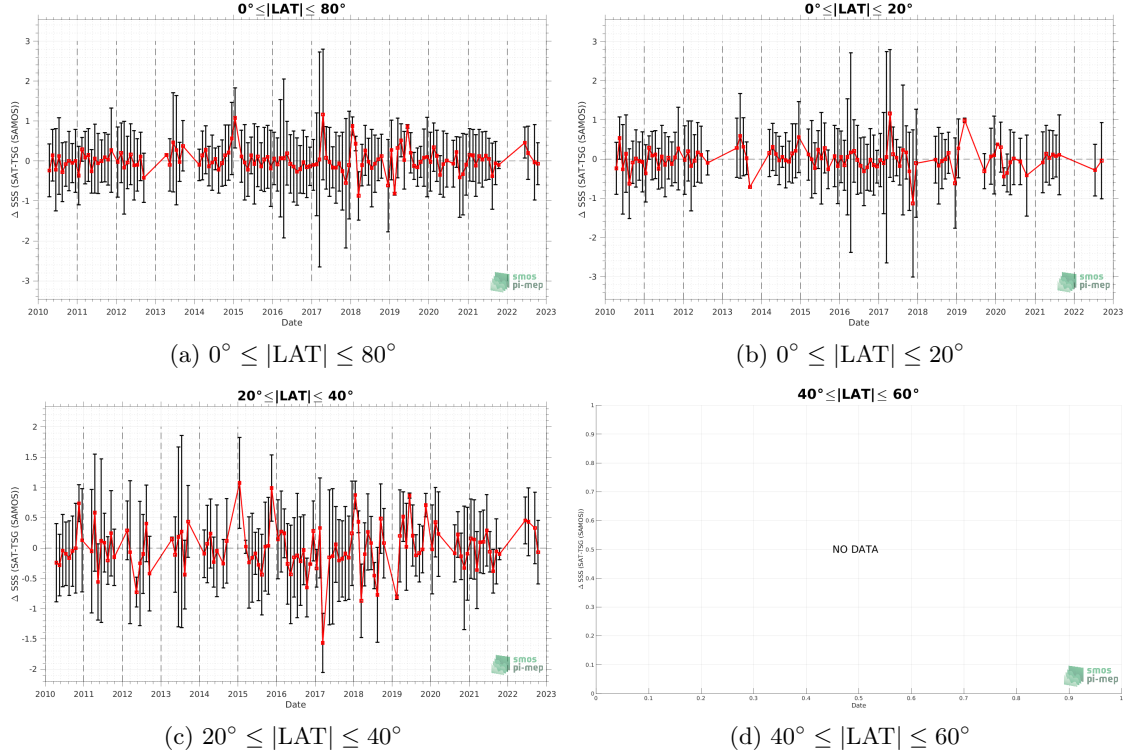 0°≤|LAT|≤ 80°
Δ SSS (SAT-TSG (SAMOS))
3
2
1
0
-1
-2
-3
2010 2011 2012 2013 2014 2015 2016 2017 2018 2019 2020 2021 2022 2023
Date
smos
pi-mep
(a) 0° ≤ |LAT| ≤ 80°
0°≤|LAT|≤ 20°
Δ SSS (SAT-TSG (SAMOS))
3
2
1
0
-1
-2
-3
2010 2011 2012 2013 2014 2015 2016 2017 2018 2019 2020 2021 2022 2023
Date
smos
pi-mep
(b) 0° ≤ |LAT| ≤ 20°
20°≤|LAT|≤ 40°
Δ SSS (SAT-TSG (SAMOS))
2
1.5
1
0.5
0
-0.5
-1
-1.5
-2
2010 2011 2012 2013 2014 2015 2016 2017 2018 2019 2020 2021 2022 2023
Date
smos
pi-mep
(c) 20° ≤ |LAT| ≤ 40°
40°≤|LAT|≤ 60°
Δ SSS (SAT-TSG (SAMOS))
1
0.9
0.8
0.7
0.6
0.5
0.4
0.3
0.2
0.1
0
NO DATA
0 0.1 0.2 0.3 0.4 0.5 0.6 0.7 0.8 0.9 1
Date
smos
pi-mep
(d) 40° ≤ |LAT| ≤ 60°